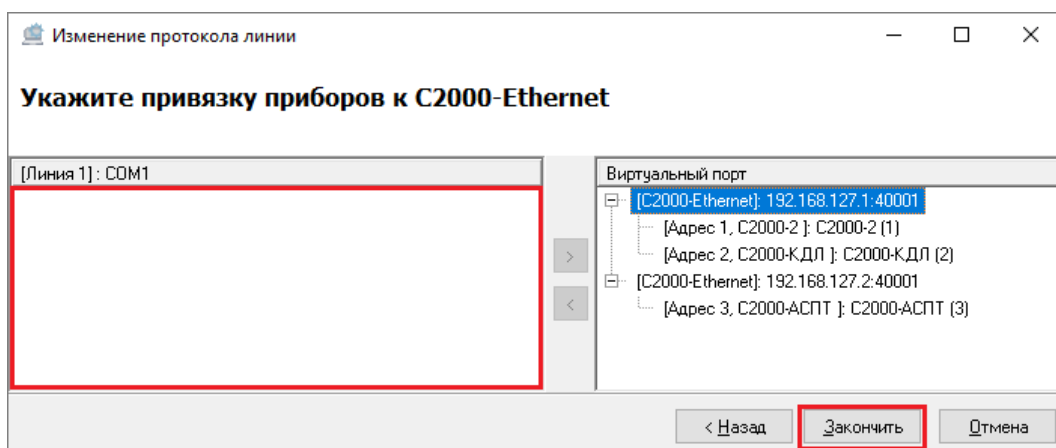 Изменение протокола линии
Укажите привязку приборов к С2000-Ethernet
[Линия 1] : COM1
Виртуальный порт
[С2000-Ethernet]: 192.168.127.1:40001
[Адрес 1, С2000-2 ]: С2000-2 (1)
[Адрес 2, С2000-КДЛ ]: С2000-КДЛ (2)
[С2000-Ethernet]: 192.168.127.2:40001
[Адрес 3, С2000-АСПТ ]: С2000-АСПТ (3)
>
<
< Назад Закончить Отмена